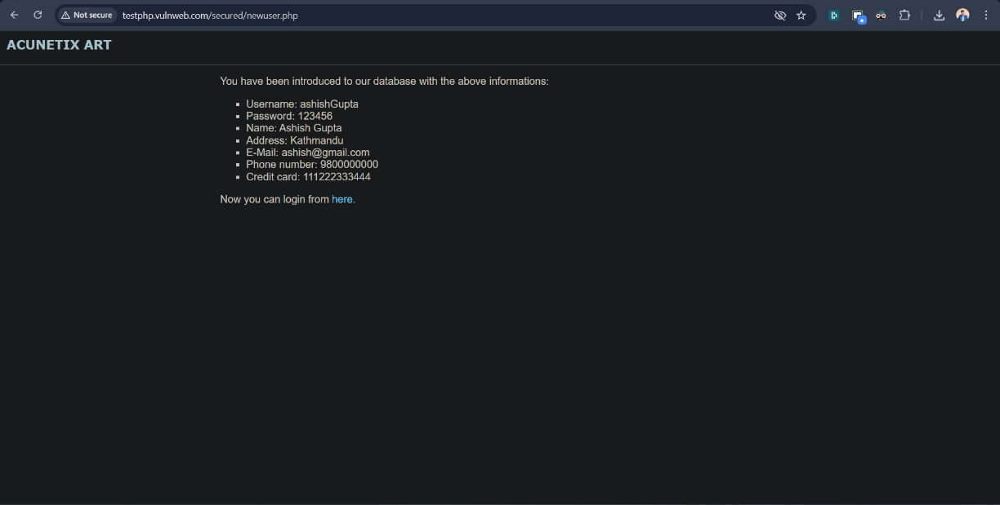 Not secure
testphp.vulnweb.com/secured/newuser.php
ACUNETIX ART
You have been introduced to our database with the above informations:
Username: ashishGupta
Password: 123456
Name: Ashish Gupta
Address: Kathmandu
E-Mail: ashish@gmail.com
Phone number: 9800000000
Credit card: 111222333444
Now you can login from here.